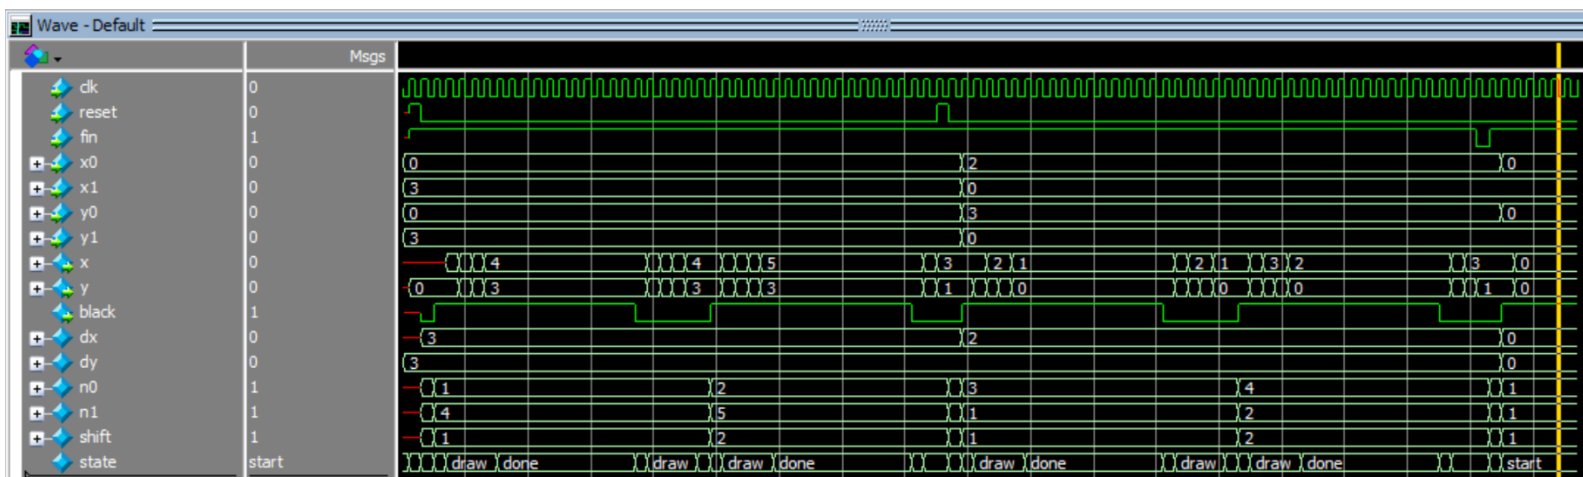 Wave - Default
Msgs
clk 0
reset 0
fin 1
x0 0 0 2 0
x1 0 3 0
y0 0 0 3 0
y1 0 3 0
x 0 4 4 5 3 2 1 2 1 3 2 3 0
y 0 0 3 3 3 1 0 0 0 1 0
black 1
dx 0 3 2 0
dy 0 3 0
n0 1 1 2 3 4 1
n1 1 4 5 1 2 1
shift 1 1 2 1 2 1
state start draw done draw draw done draw done draw draw done start